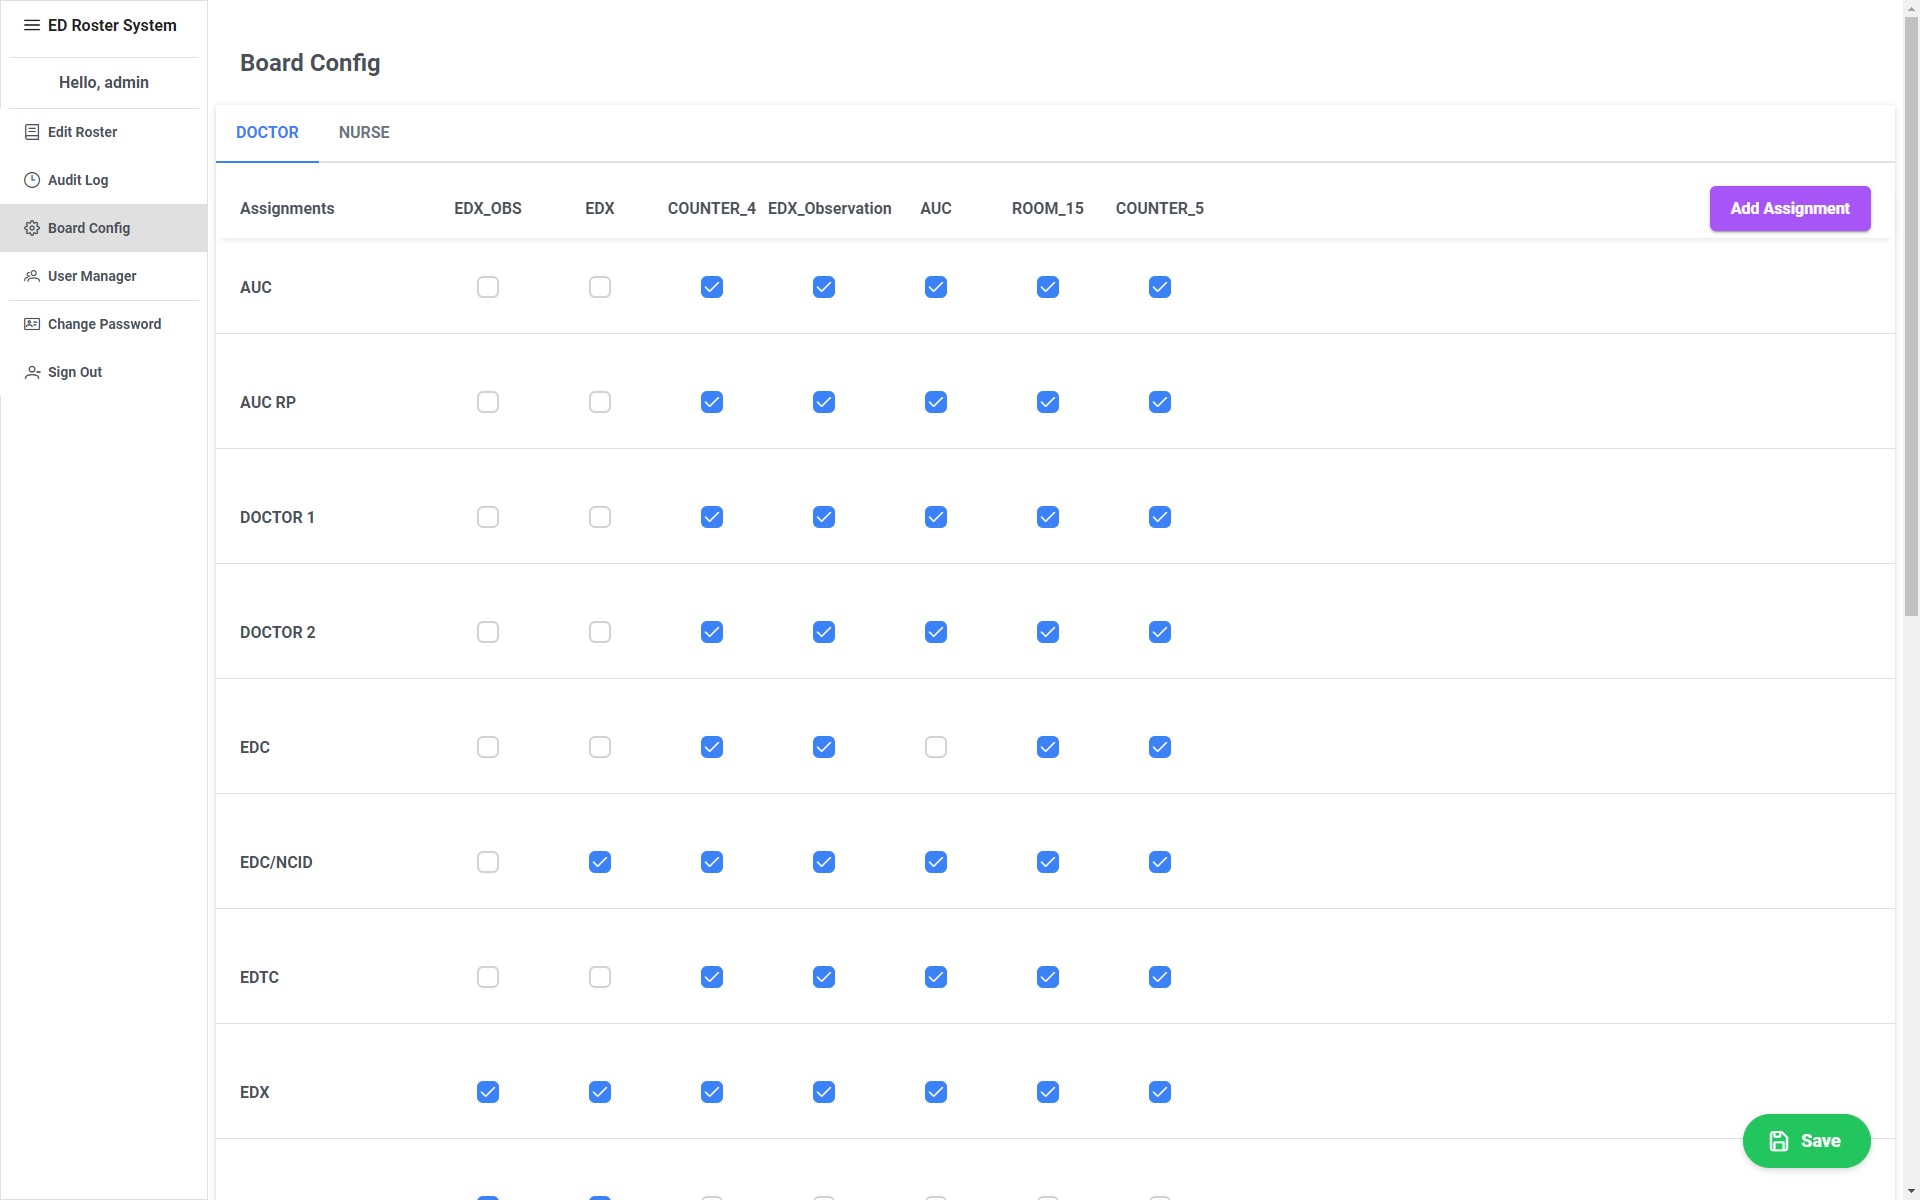 ED Roster System
Hello, admin
Edit Roster
Audit Log
Board Config
User Manager
Change Password
Sign Out
Board Config
DOCTOR NURSE
Assignments EDX_OBS EDX COUNTER_4 EDX_Observation AUC ROOM_15 COUNTER_5 Add Assignment
AUC
AUC RP
DOCTOR 1
DOCTOR 2
EDC
EDC/NCID
EDTC
EDX
Save